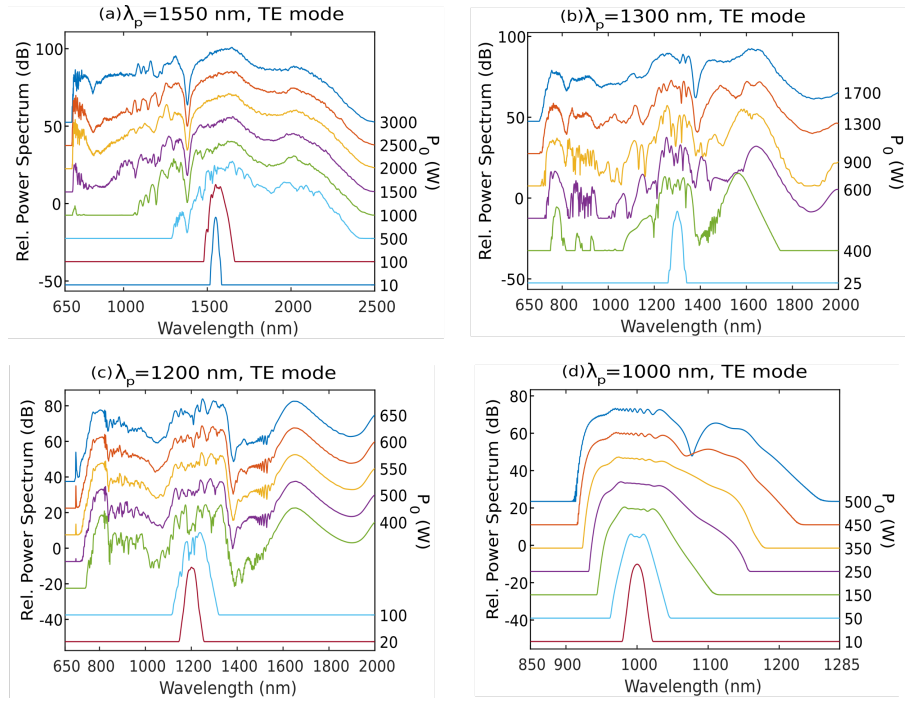 (a) λp=1550 nm, TE mode
Rel. Power Spectrum (dB)
100
50
0
-50
650 1000 1500 2000 2500
Wavelength (nm)
3000
2500
2000
1500
1000
500
100
10
P0 (W)
(b) λp=1300 nm, TE mode
Rel. Power Spectrum (dB)
100
50
0
-50
650 800 1000 1200 1400 1600 1800 2000
Wavelength (nm)
1700
1300
900
600
400
25
P0 (W)
(c) λp=1200 nm, TE mode
Rel. Power Spectrum (dB)
80
60
40
20
0
-20
-40
650 800 1000 1200 1400 1600 1800 2000
Wavelength (nm)
650
600
550
500
400
100
20
P0 (W)
(d) λp=1000 nm, TE mode
Rel. Power Spectrum (dB)
80
60
40
20
0
-20
-40
850 900 1000 1100 1200 1285
Wavelength (nm)
500
450
350
250
150
50
10
P0 (W)